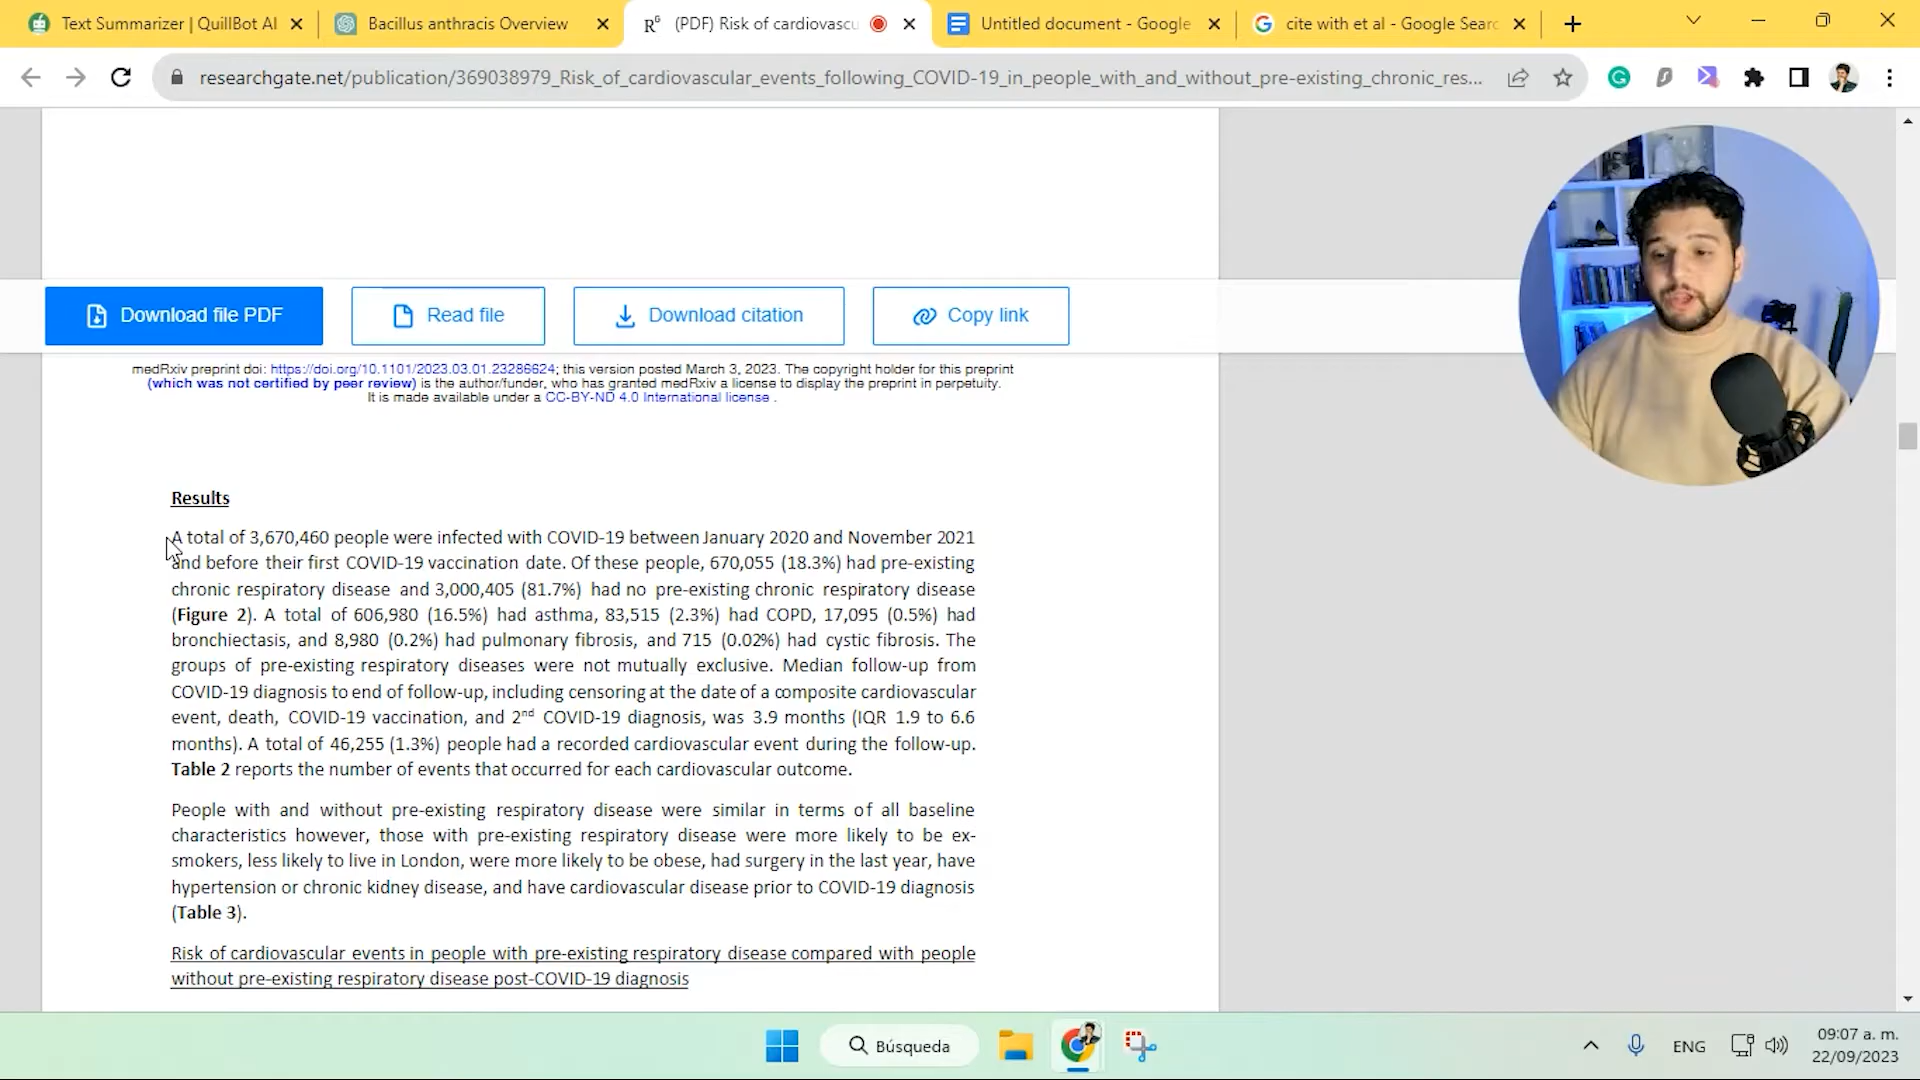 Text Summarizer | QuillBot AI
Bacillus anthracis Overview
(PDF) Risk of cardiovascu
Untitled document - Google
cite with et al - Google Searc
researchgate.net/publication/369038979_Risk_of_cardiovascular_events_following_COVID-19_in_people_with_and_without_pre-existing_chronic_res...
Download file PDF
Read file
Download citation
Copy link
medRxiv preprint doi: https://doi.org/10.1101/2023.03.01.23286624; this version posted March 3, 2023. The copyright holder for this preprint
(which was not certified by peer review) is the author/funder, who has granted medRxiv a license to display the preprint in perpetuity.
It is made available under a CC-BY-ND 4.0 International license .
Results
A total of 3,670,460 people were infected with COVID-19 between January 2020 and November 2021
and before their first COVID-19 vaccination date. Of these people, 670,055 (18.3%) had pre-existing
chronic respiratory disease and 3,000,405 (81.7%) had no pre-existing chronic respiratory disease
(Figure 2). A total of 606,980 (16.5%) had asthma, 83,515 (2.3%) had COPD, 17,095 (0.5%) had
bronchiectasis, and 8,980 (0.2%) had pulmonary fibrosis, and 715 (0.02%) had cystic fibrosis. The
groups of pre-existing respiratory diseases were not mutually exclusive. Median follow-up from
COVID-19 diagnosis to end of follow-up, including censoring at the date of a composite cardiovascular
event, death, COVID-19 vaccination, and 2nd COVID-19 diagnosis, was 3.9 months (IQR 1.9 to 6.6
months). A total of 46,255 (1.3%) people had a recorded cardiovascular event during the follow-up.
Table 2 reports the number of events that occurred for each cardiovascular outcome.
People with and without pre-existing respiratory disease were similar in terms of all baseline
characteristics however, those with pre-existing respiratory disease were more likely to be ex-
smokers, less likely to live in London, were more likely to be obese, had surgery in the last year, have
hypertension or chronic kidney disease, and have cardiovascular disease prior to COVID-19 diagnosis
(Table 3).
Risk of cardiovascular events in people with pre-existing respiratory disease compared with people
without pre-existing respiratory disease post-COVID-19 diagnosis
Búsqueda
ENG
09:07 a. m.
22/09/2023